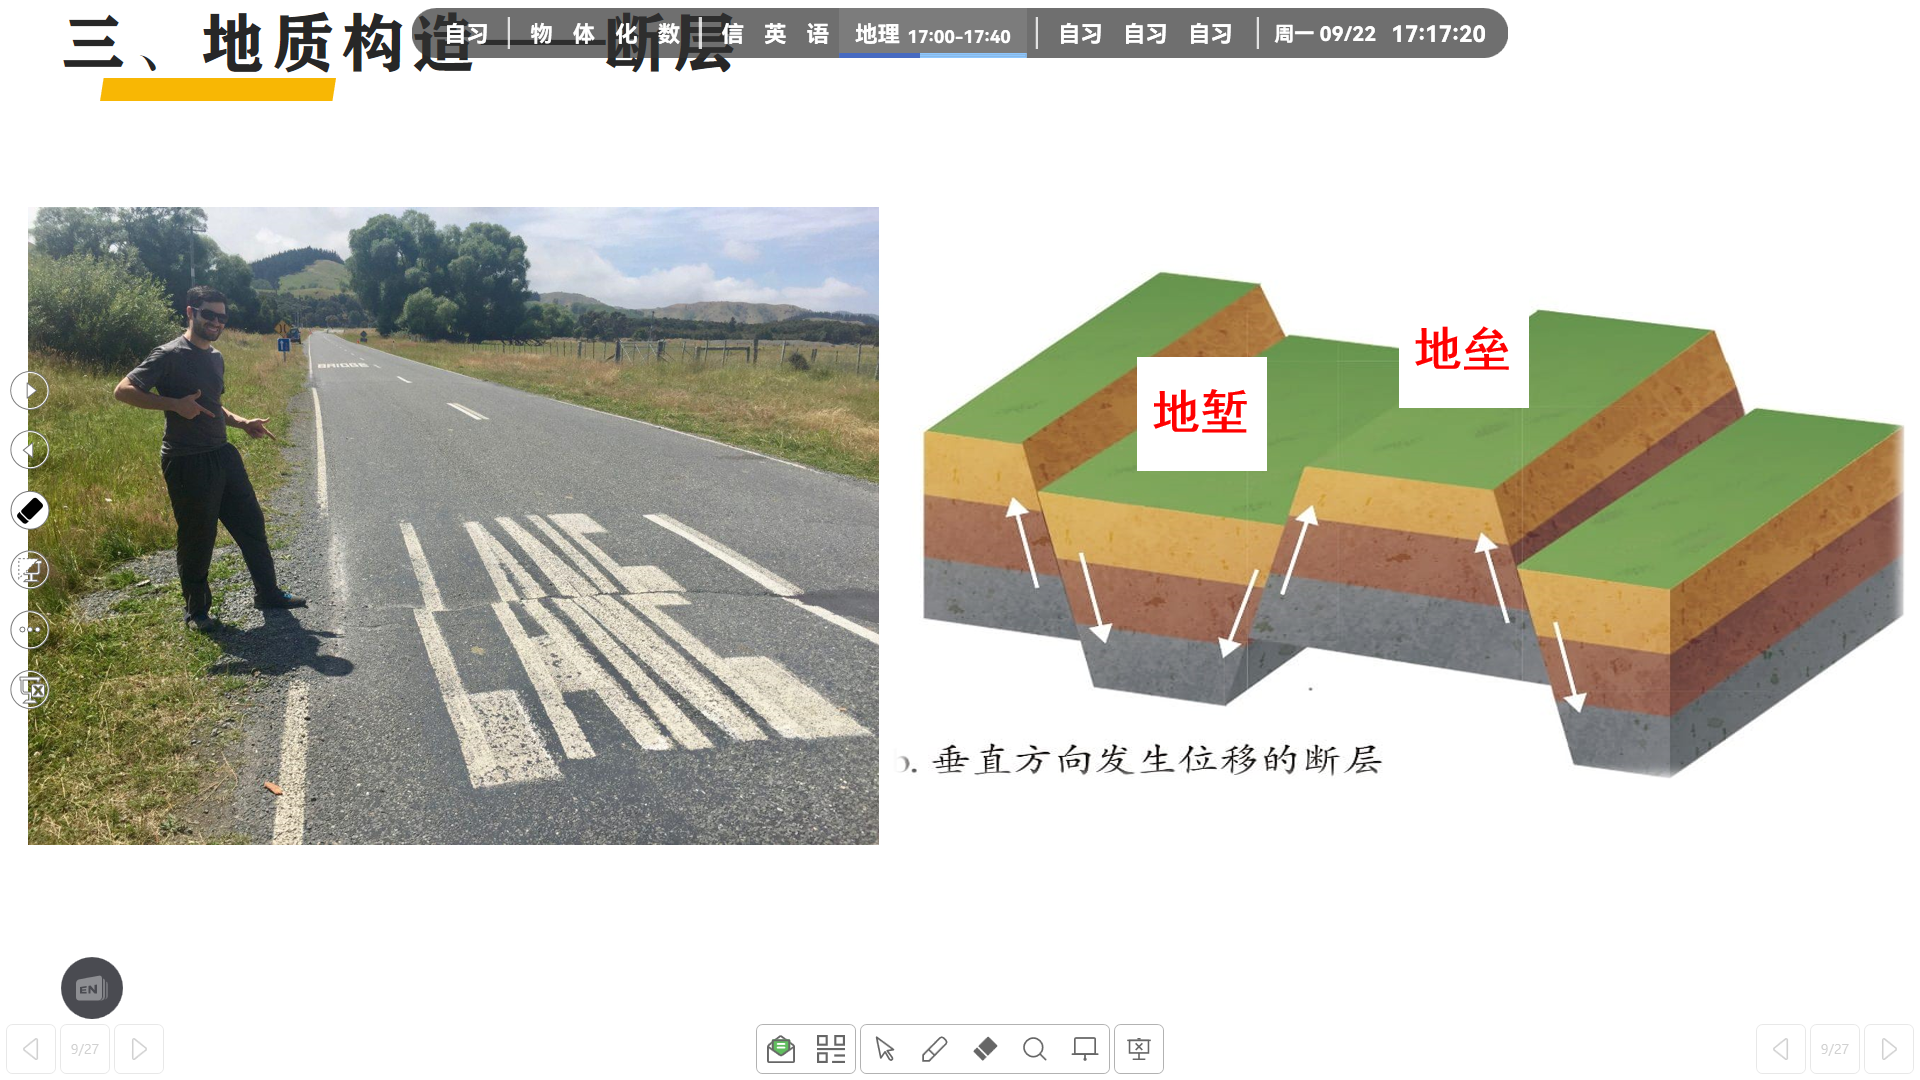 三、地质构造——断层
自习 物 体 化 数 信 英 语 地理 17:00-17:40 自习 自习 自习 周一 09/22 17:17:20
BRIDGE
LANE
LANE
地堑
地垒
b. 垂直方向发生位移的断层
EN
9/27
9/27